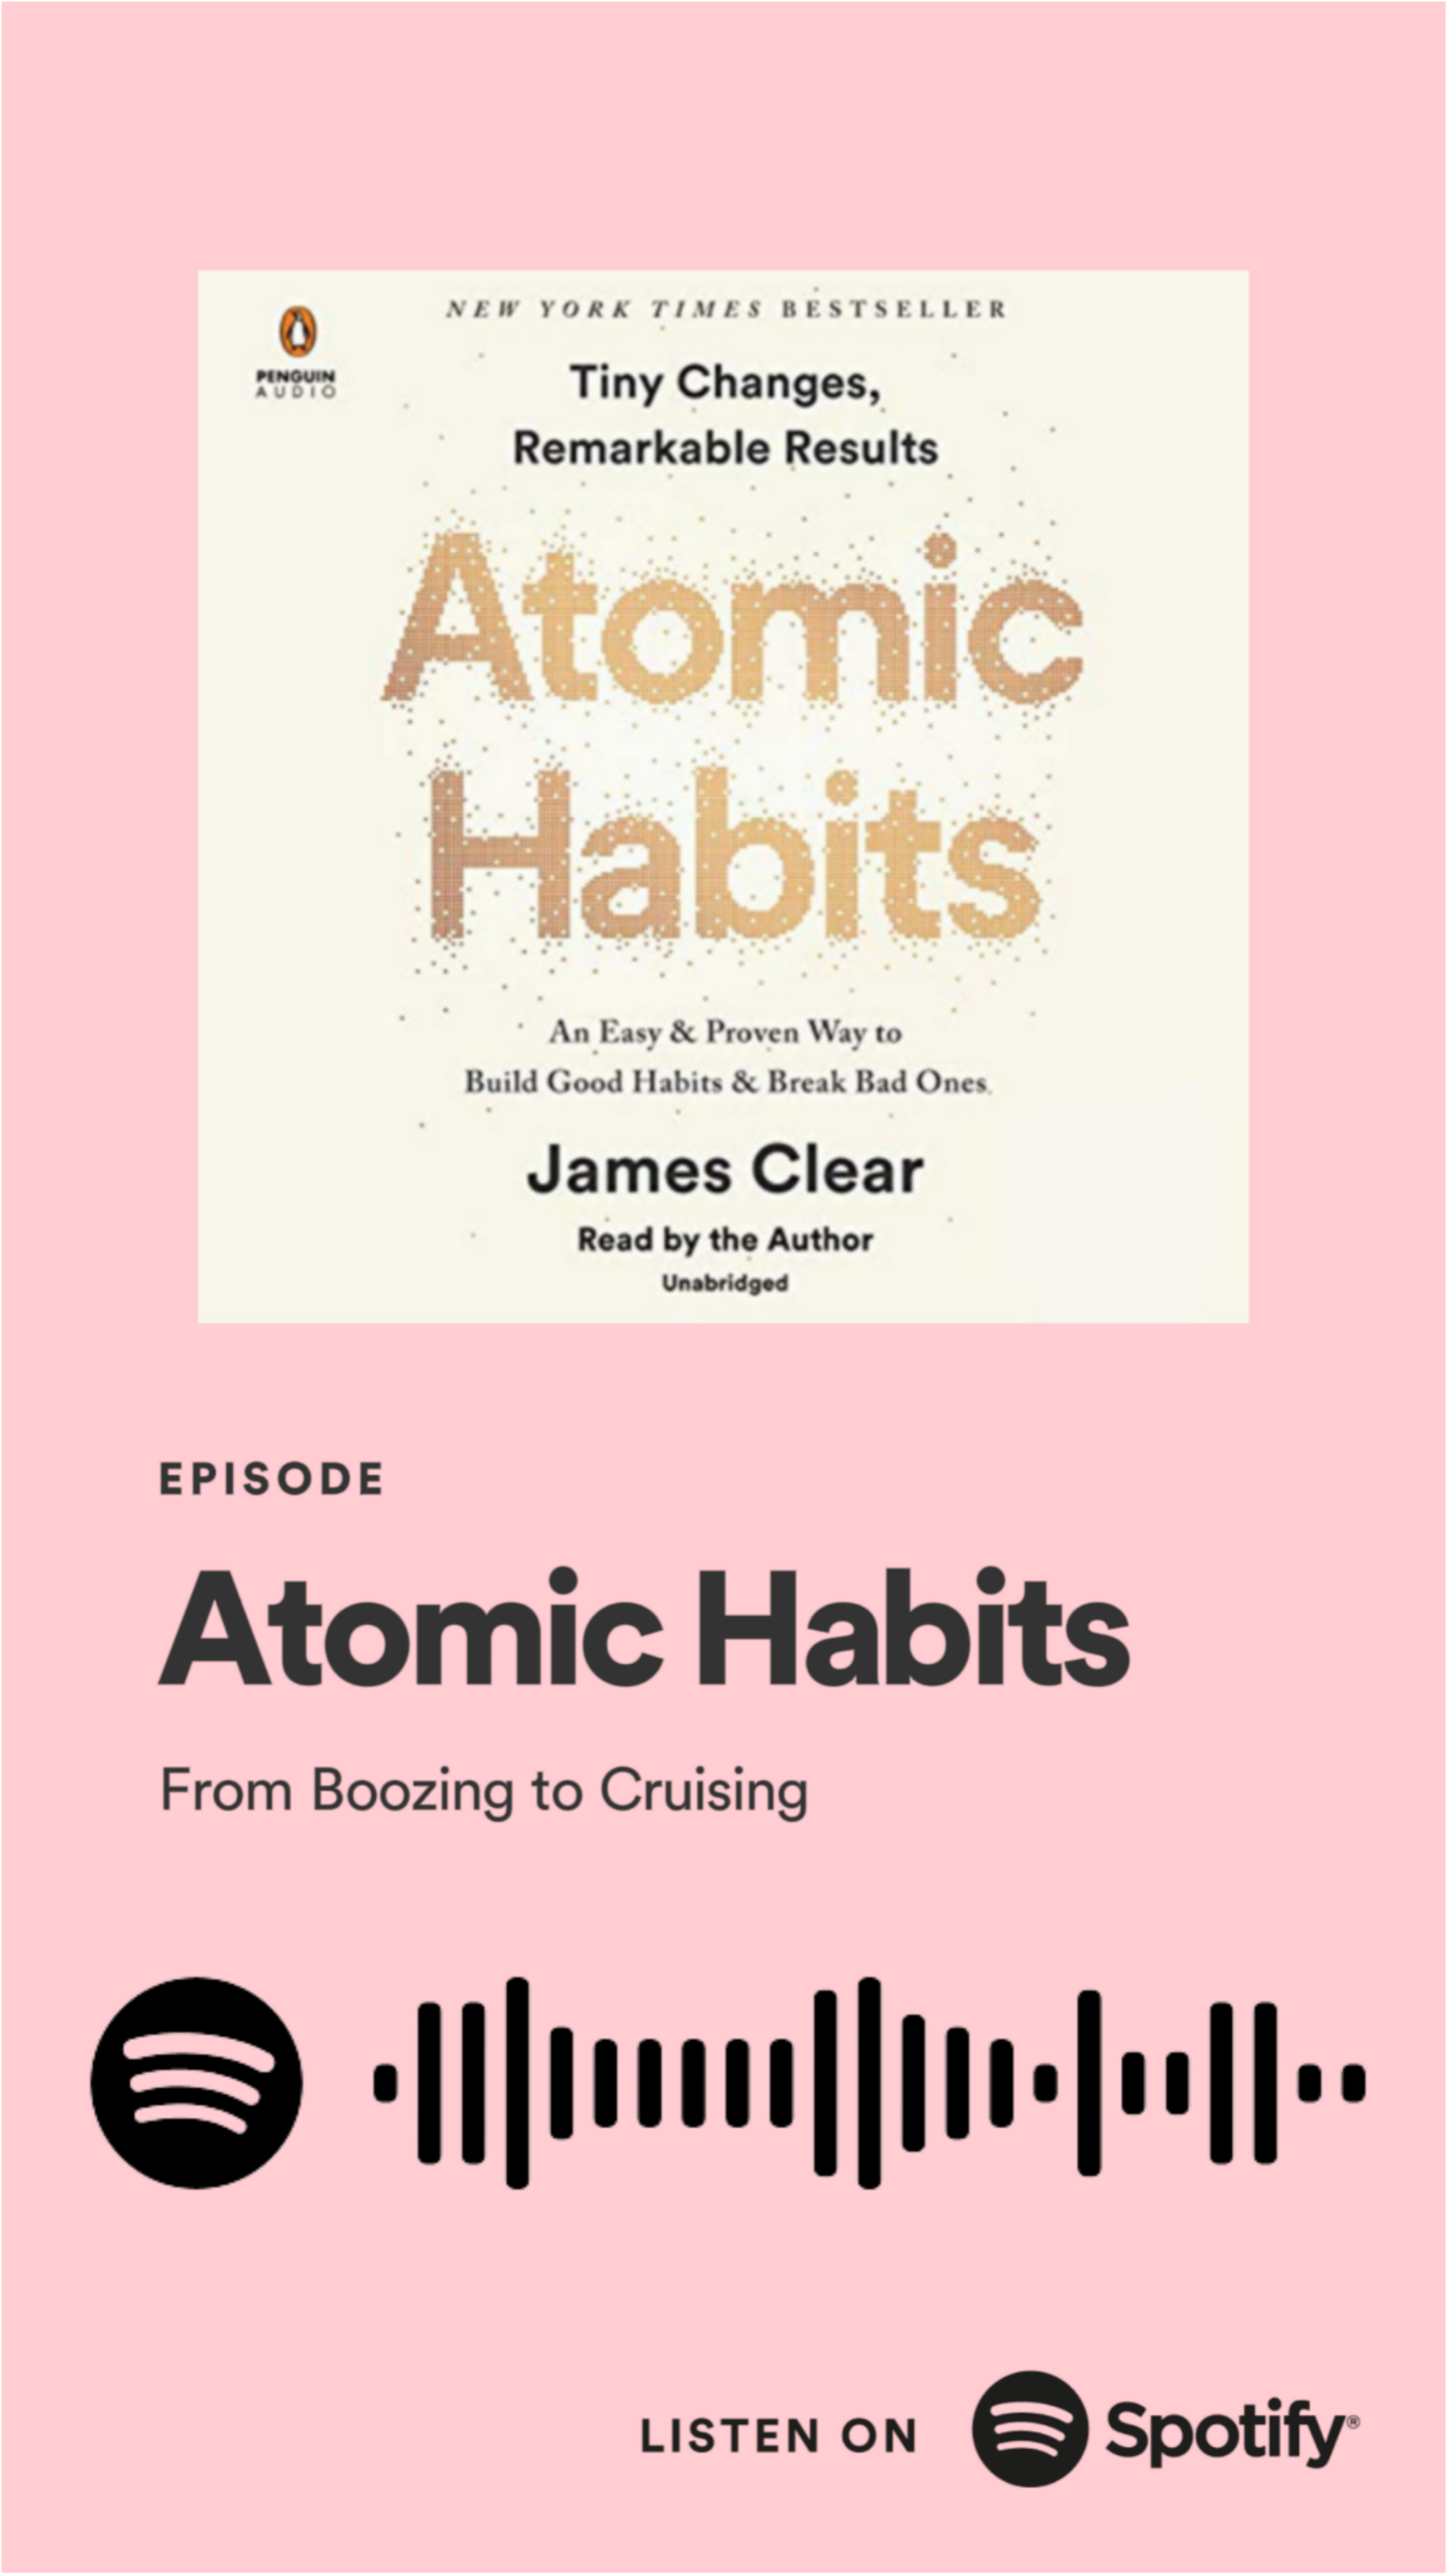 NEW YORK TIMES BESTSELLER
PENGUIN
AUDIO
Tiny Changes,
Remarkable Results
Atomic
Habits
An Easy & Proven Way to
Build Good Habits & Break Bad Ones
James Clear
Read by the Author
Unabridged
EPISODE
Atomic Habits
From Boozing to Cruising
LISTEN ON Spotify®